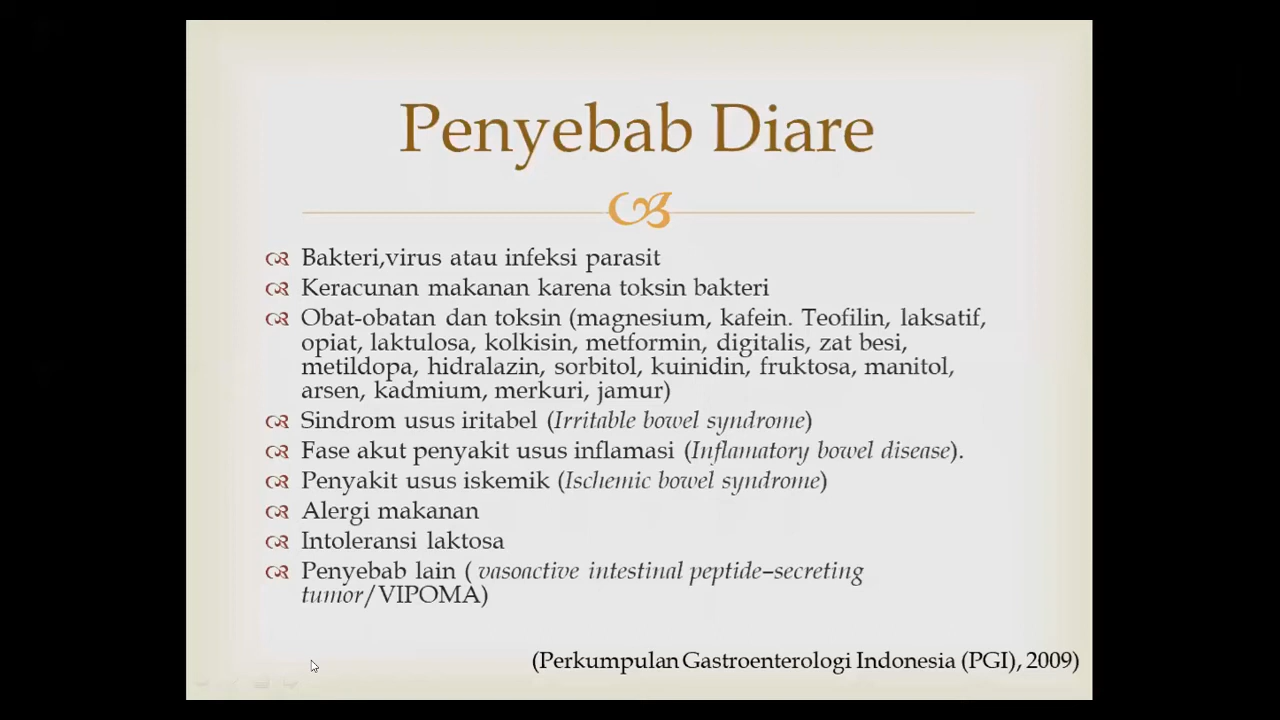 Penyebab Diare
Bakteri,virus atau infeksi parasit
Keracunan makanan karena toksin bakteri
Obat-obatan dan toksin (magnesium, kafein. Teofilin, laksatif,
opiat, laktulosa, kolkisin, metformin, digitalis, zat besi,
metildopa, hidralazin, sorbitol, kuinidin, fruktosa, manitol,
arsen, kadmium, merkuri, jamur)
Sindrom usus iritabel (Irritable bowel syndrome)
Fase akut penyakit usus inflamasi (Inflamatory bowel disease).
Penyakit usus iskemik (Ischemic bowel syndrome)
Alergi makanan
Intoleransi laktosa
Penyebab lain ( vasoactive intestinal peptide–secreting
tumor/VIPOMA)
(Perkumpulan Gastroenterologi Indonesia (PGI), 2009)